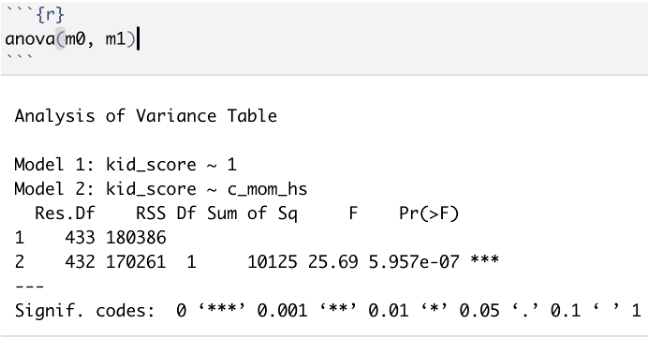 ```{r}
anova(m0, m1)
```
Analysis of Variance Table
Model 1: kid_score ~ 1
Model 2: kid_score ~ c_mom_hs
  Res.Df    RSS Df Sum of Sq     F    Pr(>F)
1    433 180386
2    432 170261  1     10125 25.69 5.957e-07 ***
---
Signif. codes:  0 ‘***’ 0.001 ‘**’ 0.01 ‘*’ 0.05 ‘.’ 0.1 ‘ ’ 1